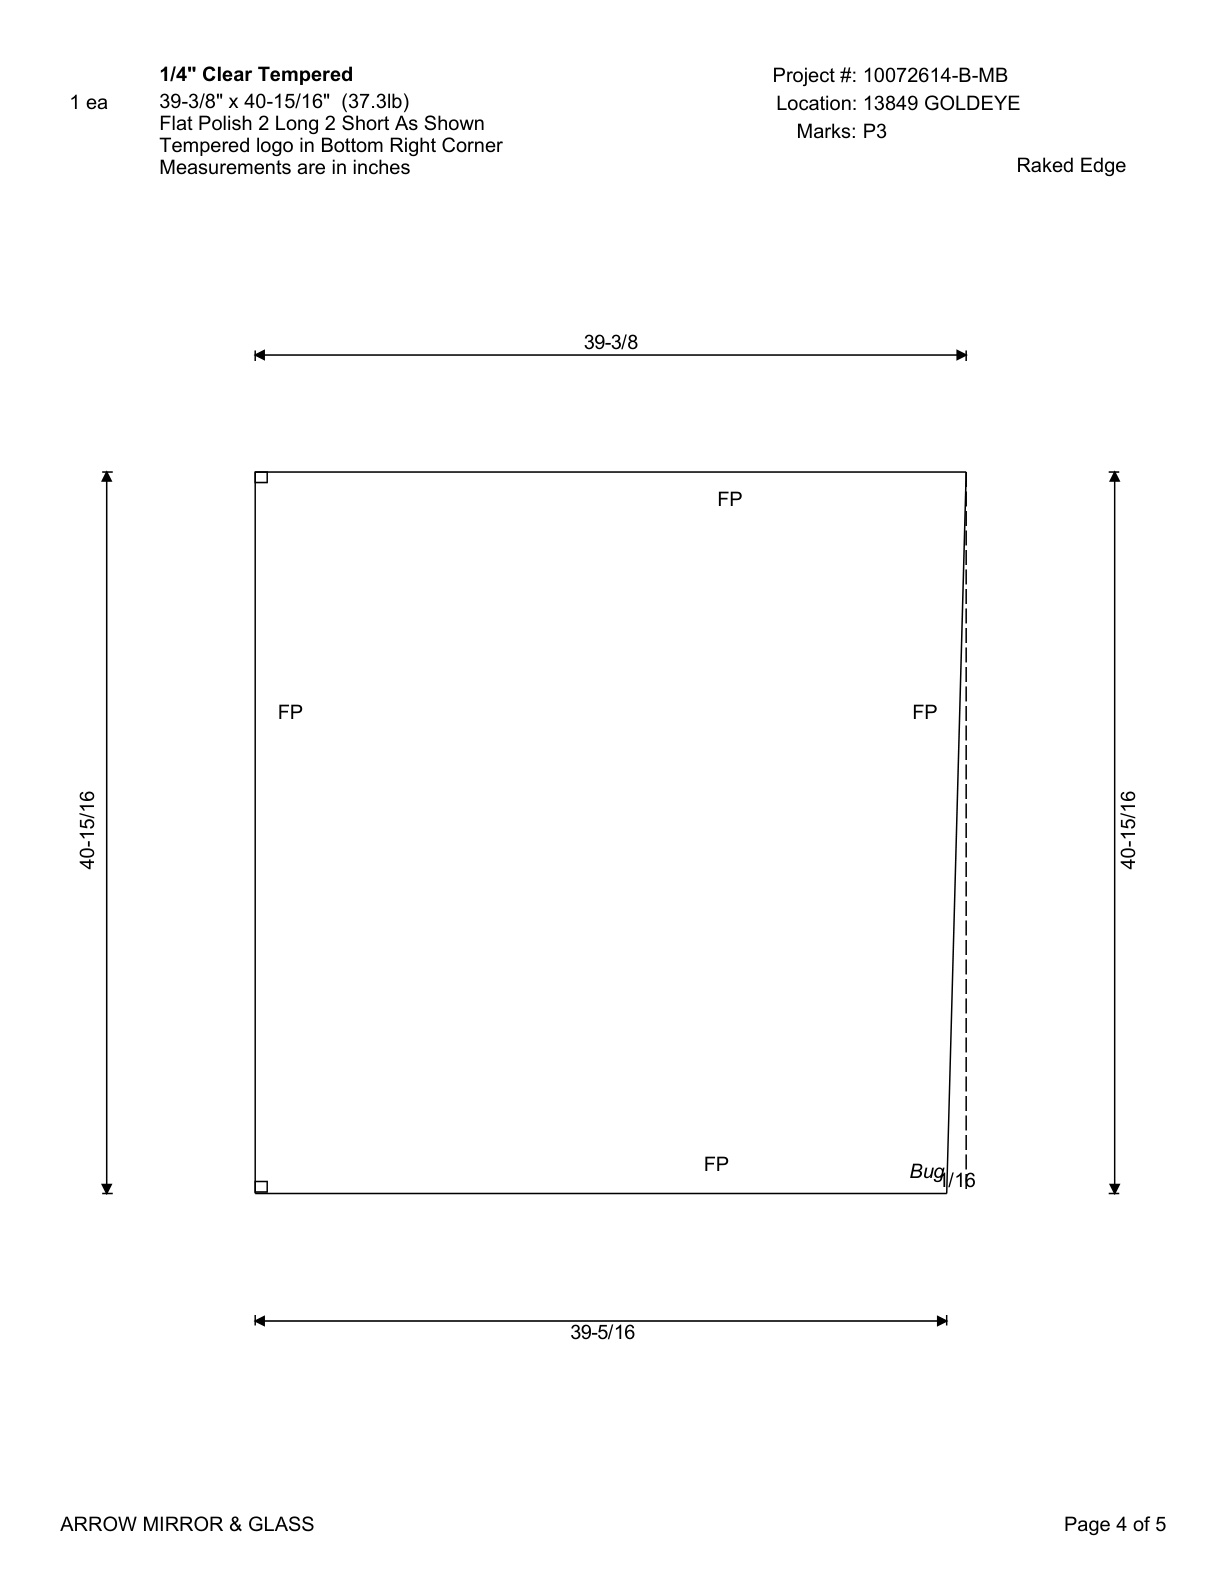 1/4" Clear Tempered
1 ea
39-3/8" x 40-15/16" (37.3lb)
Flat Polish 2 Long 2 Short As Shown
Tempered logo in Bottom Right Corner
Measurements are in inches
Project #: 10072614-B-MB
Location: 13849 GOLDEYE
Marks: P3
Raked Edge
39-3/8
FP
FP
FP
40-15/16
40-15/16
FP
Bug
1/16
39-5/16
ARROW MIRROR & GLASS
Page 4 of 5